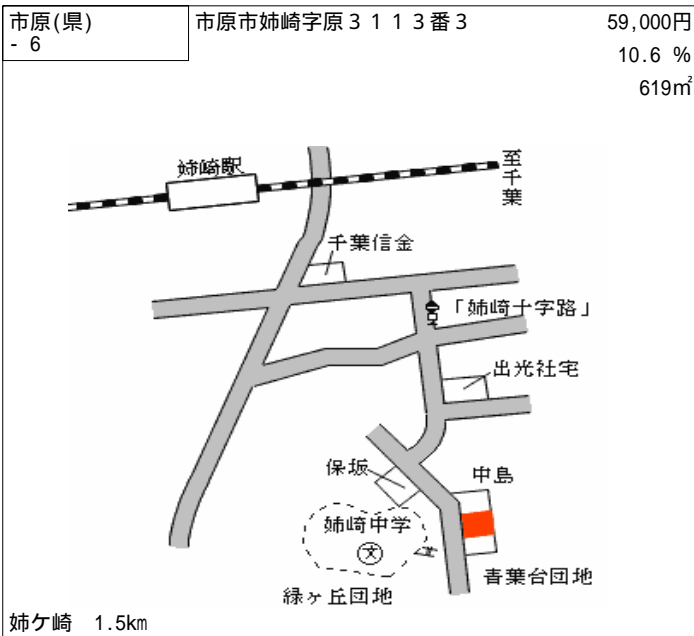 市原(県)
- 6
市原市姉崎字原３１１３番3
59,000円
10.6 %
619㎡
姉崎駅
至千葉
千葉信金
「姉崎十字路」
出光社宅
保坂
中島
姉崎中学
文
青葉台団地
緑ヶ丘団地
姉ケ崎 1.5km